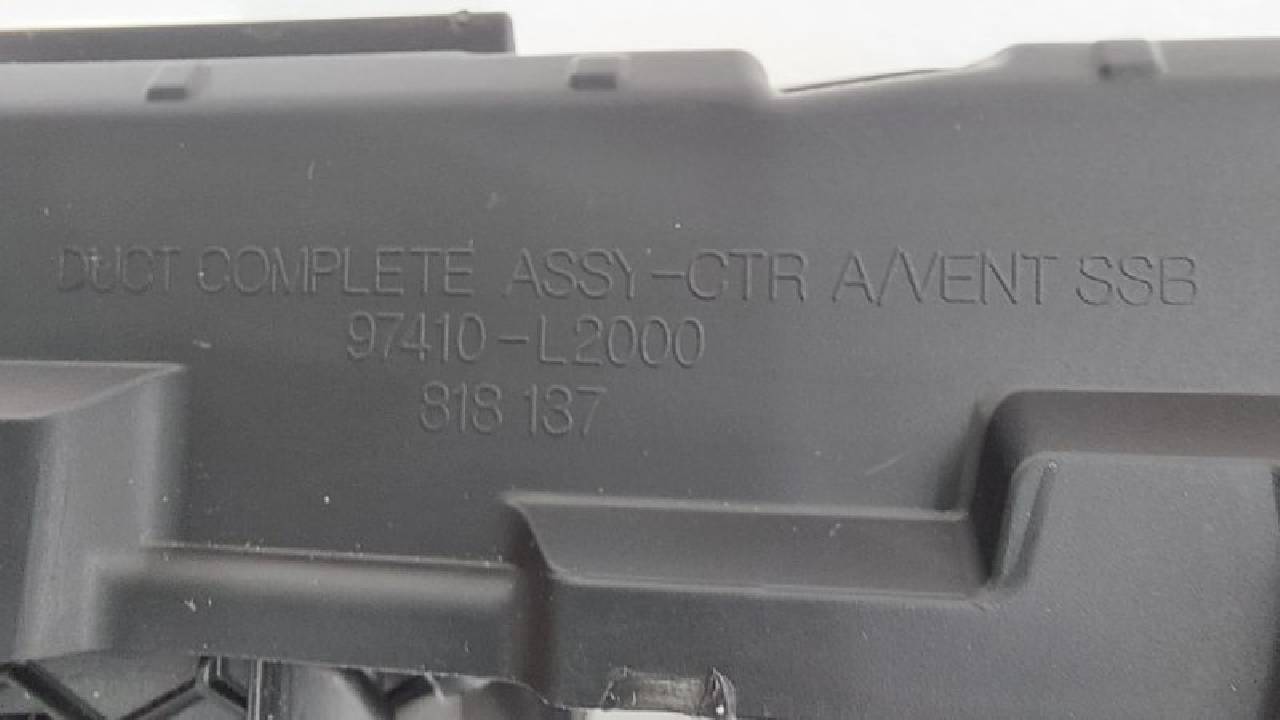 DUCT COMPLETE ASSY-CTR A/VENT SSB
97410-L2000
818 137